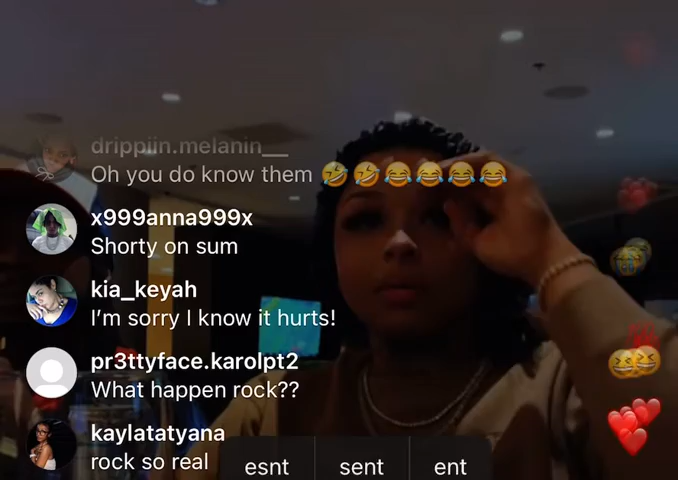 drippiin.melanin__
Oh you do know them 🤣🤣😂😂😂😂
x999anna999x
Shorty on sum
kia_keyah
I’m sorry I know it hurts!
pr3ttyface.karolpt2
What happen rock??
kaylatatyana
rock so real
esnt sent ent